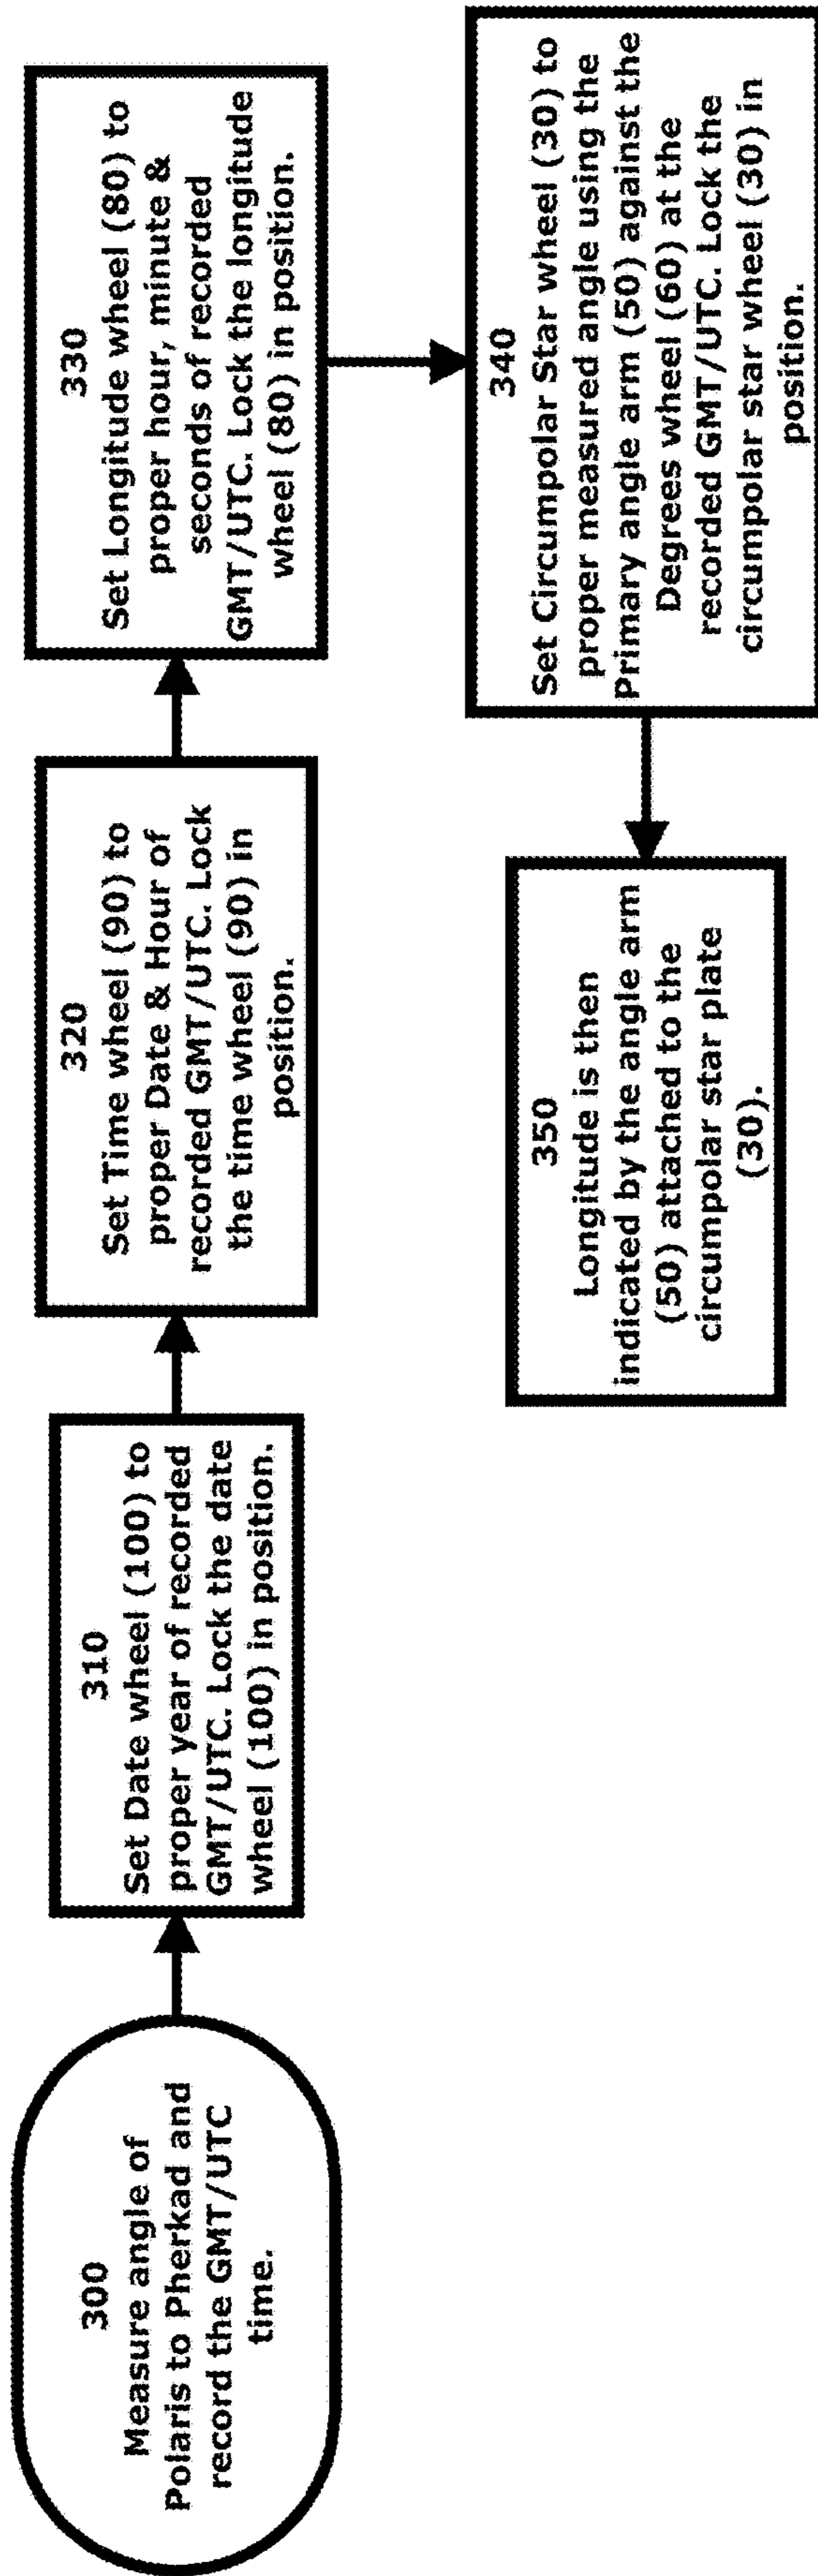 300
Measure angle of
Polaris to Pherkad and
record the GMT/UTC
time.
310
Set Date wheel (100) to
proper year of recorded
GMT/UTC. Lock the date
wheel (100) in position.
320
Set Time wheel (90) to
proper Date & Hour of
recorded GMT/UTC. Lock
the time wheel (90) in
position.
330
Set Longitude wheel (80) to
proper hour, minute &
seconds of recorded
GMT/UTC. Lock the longitude
wheel (80) in position.
340
Set Circumpolar Star wheel (30) to
proper measured angle using the
Primary angle arm (50) against the
Degrees wheel (60) at the
recorded GMT/UTC. Lock the
circumpolar star wheel (30) in
position.
350
Longitude is then
indicated by the angle arm
(50) attached to the
circumpolar star plate
(30).